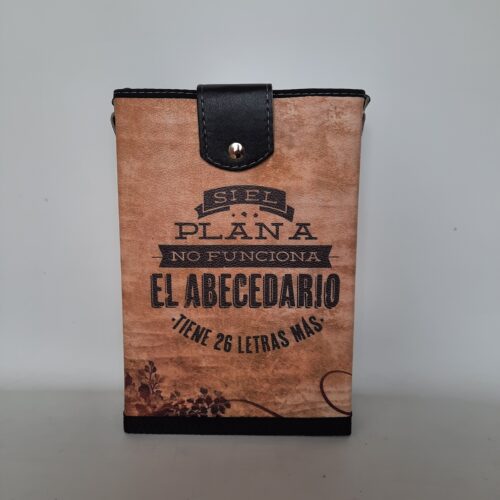 SI EL
PLAN A
NO FUNCIONA
EL ABECEDARIO
·TIENE 26 LETRAS MÁS·